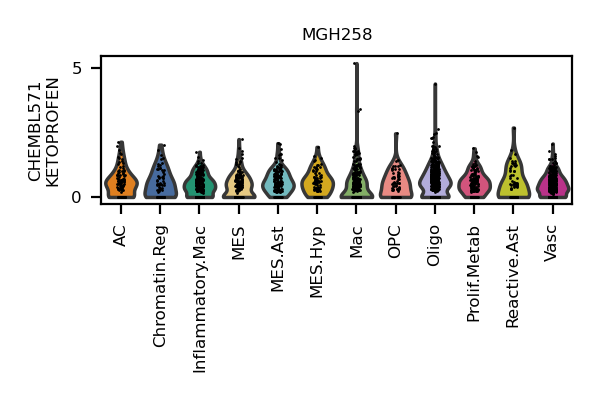 MGH258
CHEMBL571
KETOPROFEN
5
0
AC
Chromatin.Reg
Inflammatory.Mac
MES
MES.Ast
MES.Hyp
Mac
OPC
Oligo
Prolif.Metab
Reactive.Ast
Vasc